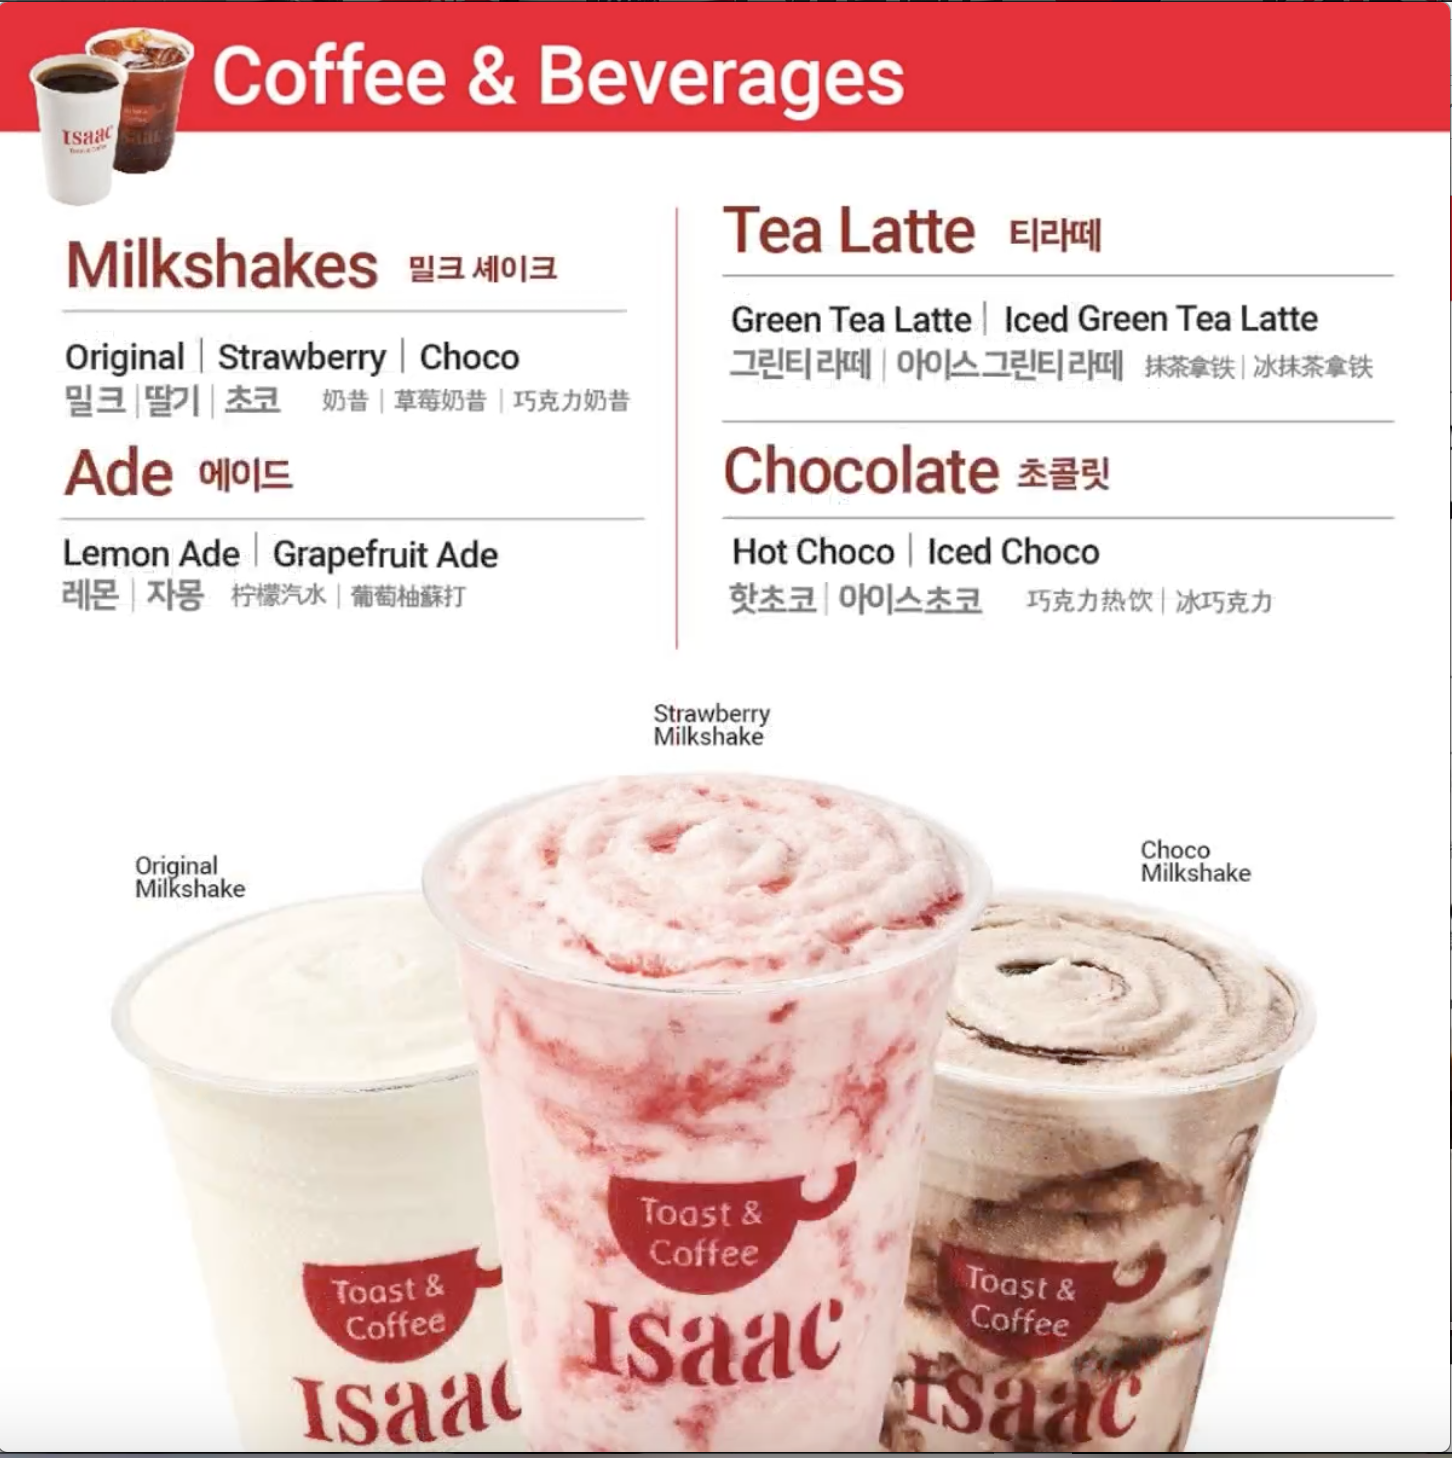 Coffee & Beverages
Isaac
Milkshakes 밀크 셰이크
Original | Strawberry | Choco
밀크 | 딸기 | 초코 奶昔 | 草莓奶昔 | 巧克力奶昔
Ade 에이드
Lemon Ade | Grapefruit Ade
레몬 | 자몽 柠檬汽水 | 葡萄柚蘇打
Tea Latte 티라떼
Green Tea Latte | Iced Green Tea Latte
그린티 라떼 | 아이스 그린티 라떼 抹茶拿铁 | 冰抹茶拿铁
Chocolate 초콜릿
Hot Choco | Iced Choco
핫초코 | 아이스초코 巧克力热饮 | 冰巧克力
Strawberry
Milkshake
Original
Milkshake
Choco
Milkshake
Toast &
Coffee
Isaac
Toast &
Coffee
Isaac
Toast &
Coffee
Isaac